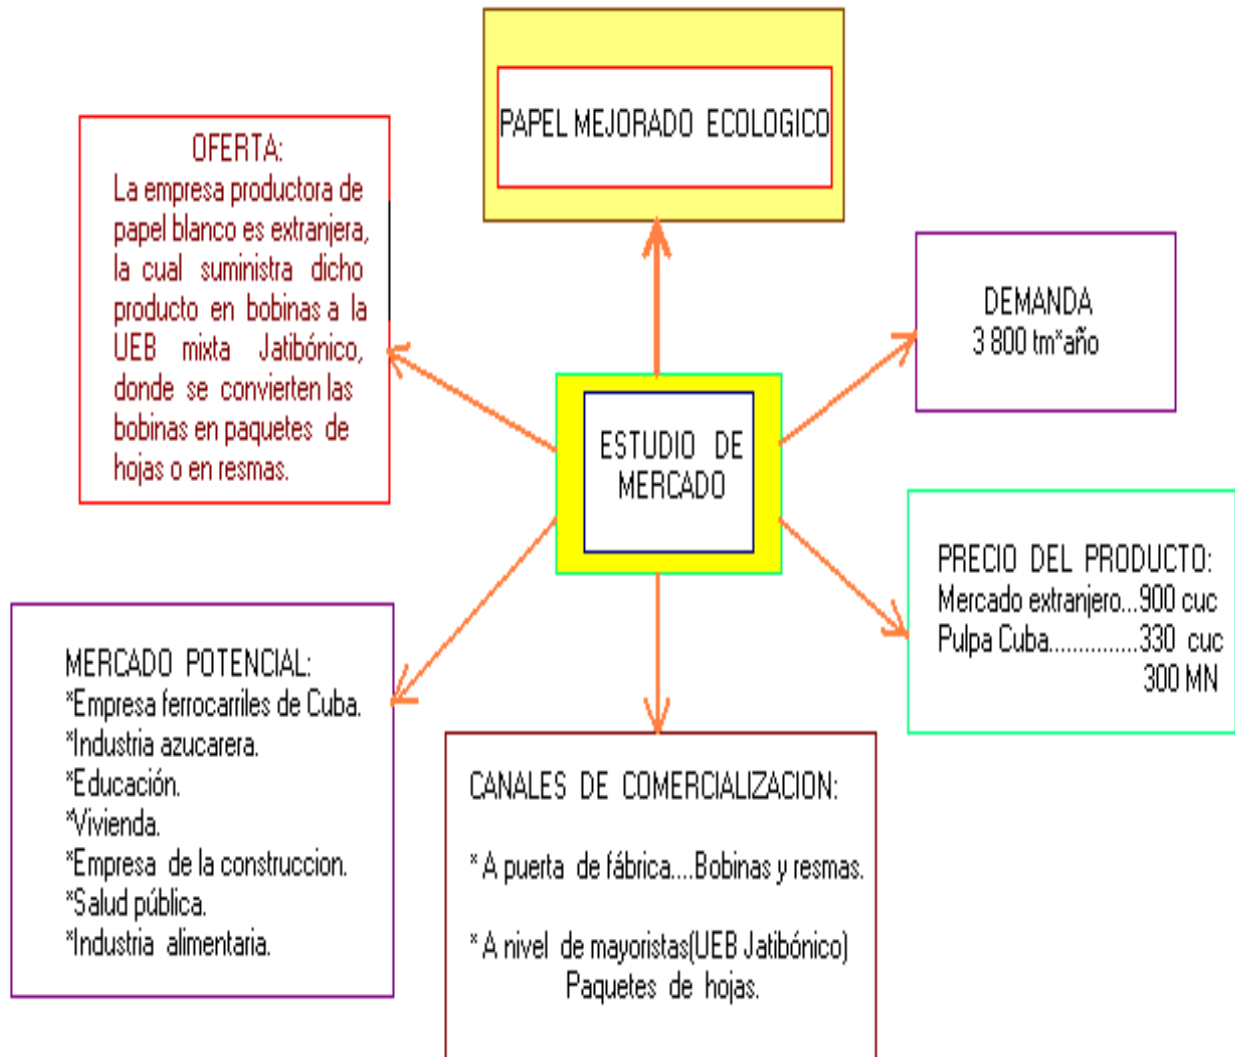 PAPEL MEJORADO ECOLOGICO
OFERTA:
La empresa productora de
papel blanco es extranjera,
la cual suministra dicho
producto en bobinas a la
UEB mixta Jatibónico,
donde se convierten las
bobinas en paquetes de
hojas o en resmas.
DEMANDA
3 800 tm*año
ESTUDIO DE
MERCADO
PRECIO DEL PRODUCTO:
Mercado extranjero...900 cuc
Pulpa Cuba...............330 cuc
300 MN
MERCADO POTENCIAL:
*Empresa ferrocarriles de Cuba.
*Industria azucarera.
*Educación.
*Vivienda.
*Empresa de la construccion.
*Salud pública.
*Industria alimentaria.
CANALES DE COMERCIALIZACION:
* A puerta de fábrica....Bobinas y resmas.
* A nivel de mayoristas(UEB Jatibónico)
Paquetes de hojas.